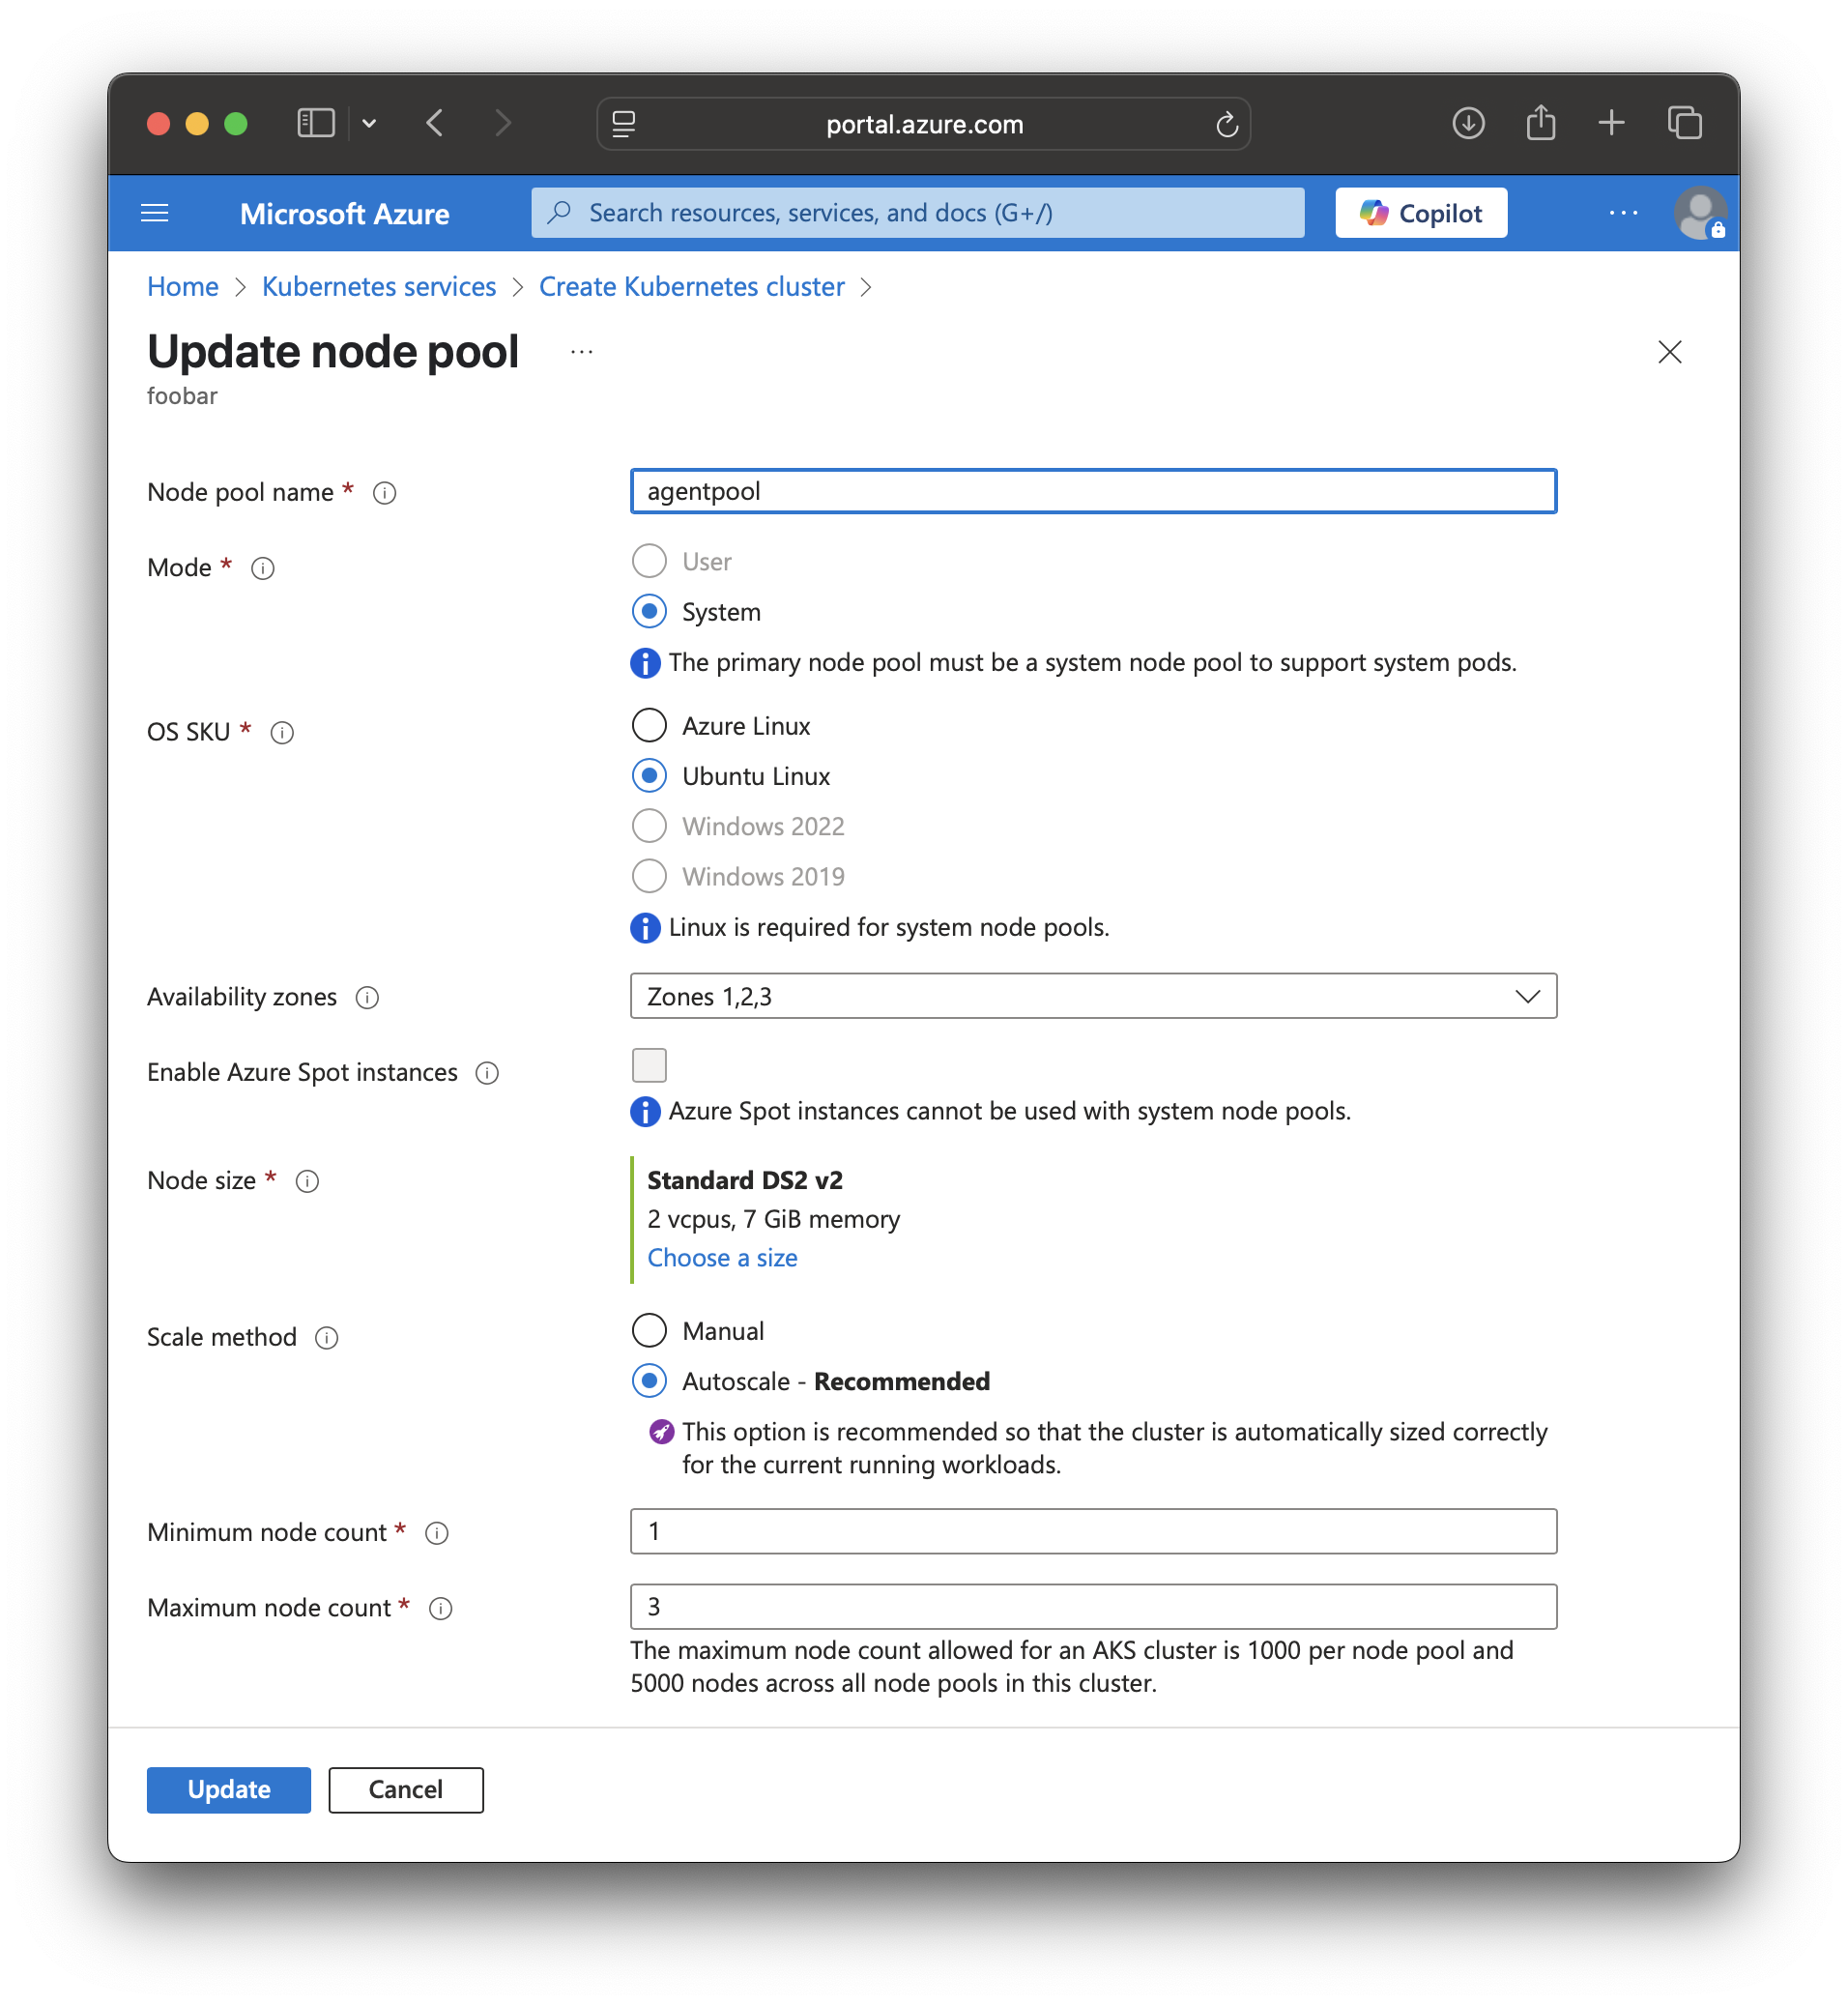 portal.azure.com
Microsoft Azure
Search resources, services, and docs (G+/)
Copilot
Home > Kubernetes services > Create Kubernetes cluster >
Update node pool ...
foobar
Node pool name *
agentpool
Mode *
User
System
The primary node pool must be a system node pool to support system pods.
OS SKU *
Azure Linux
Ubuntu Linux
Windows 2022
Windows 2019
Linux is required for system node pools.
Availability zones
Zones 1,2,3
Enable Azure Spot instances
Azure Spot instances cannot be used with system node pools.
Node size *
Standard DS2 v2
2 vcpus, 7 GiB memory
Choose a size
Scale method
Manual
Autoscale - Recommended
This option is recommended so that the cluster is automatically sized correctly
for the current running workloads.
Minimum node count *
1
Maximum node count *
3
The maximum node count allowed for an AKS cluster is 1000 per node pool and
5000 nodes across all node pools in this cluster.
Update
Cancel